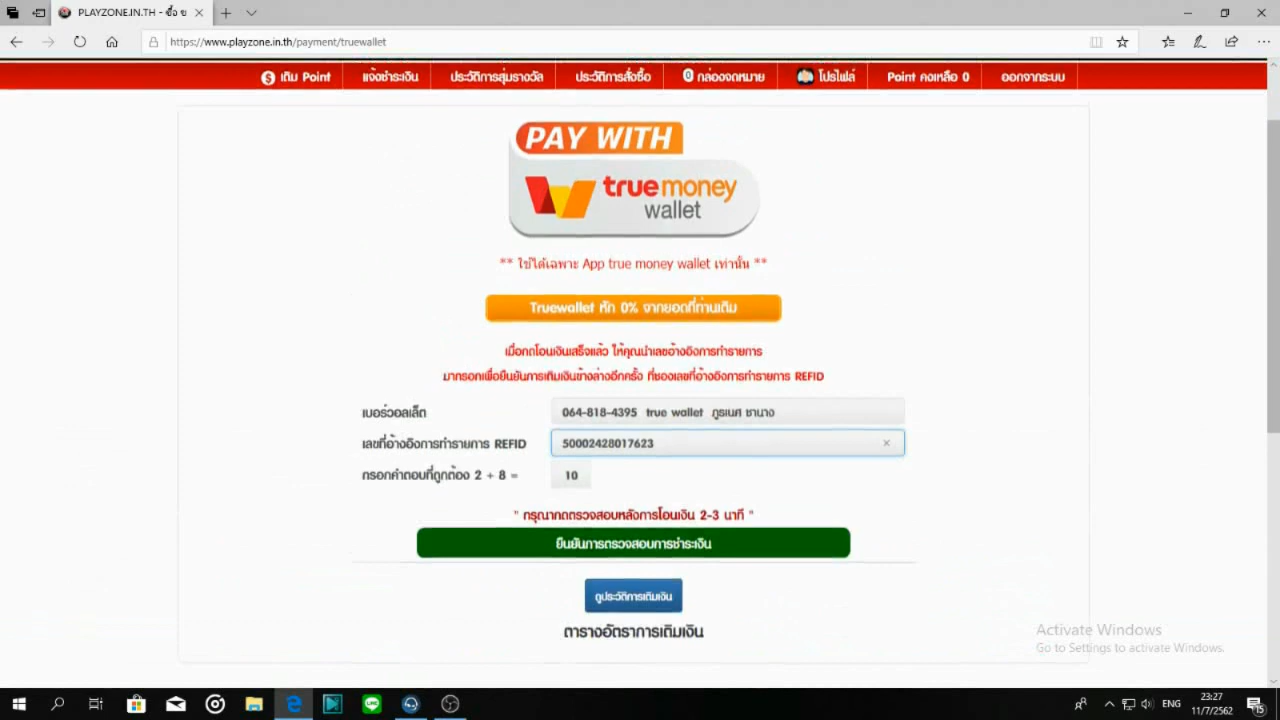 PLAYZONE.IN.TH - ซื้อ ข
https://www.playzone.in.th/payment/truewallet
$ เติม Point
แจ้งชำระเงิน
ประวัติการสุ่มรางวัล
ประวัติการสั่งซื้อ
0 กล่องจดหมาย
โปรไฟล์
Point คงเหลือ 0
ออกจากระบบ
PAY WITH
truemoney
wallet
** ใช้ได้เฉพาะ App true money wallet เท่านั้น **
Truewallet หัก 0% จากยอดที่ท่านเติม
เมื่อกดโอนเงินเสร็จแล้ว ให้คุณนำเลขอ้างอิงการทำรายการ
มากรอกเพื่อยืนยันการเติมเงินข้างล่างอีกครั้ง ที่ช่องเลขที่อ้างอิงการทำรายการ REFID
เบอร์วอลเล็ต
064-818-4395 true wallet ภูรเนศ ชานาง
เลขที่อ้างอิงการทำรายการ REFID
50002428017623
กรอกคำตอบที่ถูกต้อง 2 + 8 =
10
" กรุณากดตรวจสอบหลังการโอนเงิน 2-3 นาที "
ยืนยันการตรวจสอบการชำระเงิน
ดูประวัติการเติมเงิน
ตารางอัตราการเติมเงิน
Activate Windows
Go to Settings to activate Windows.
ENG
23:27
11/7/2562
15